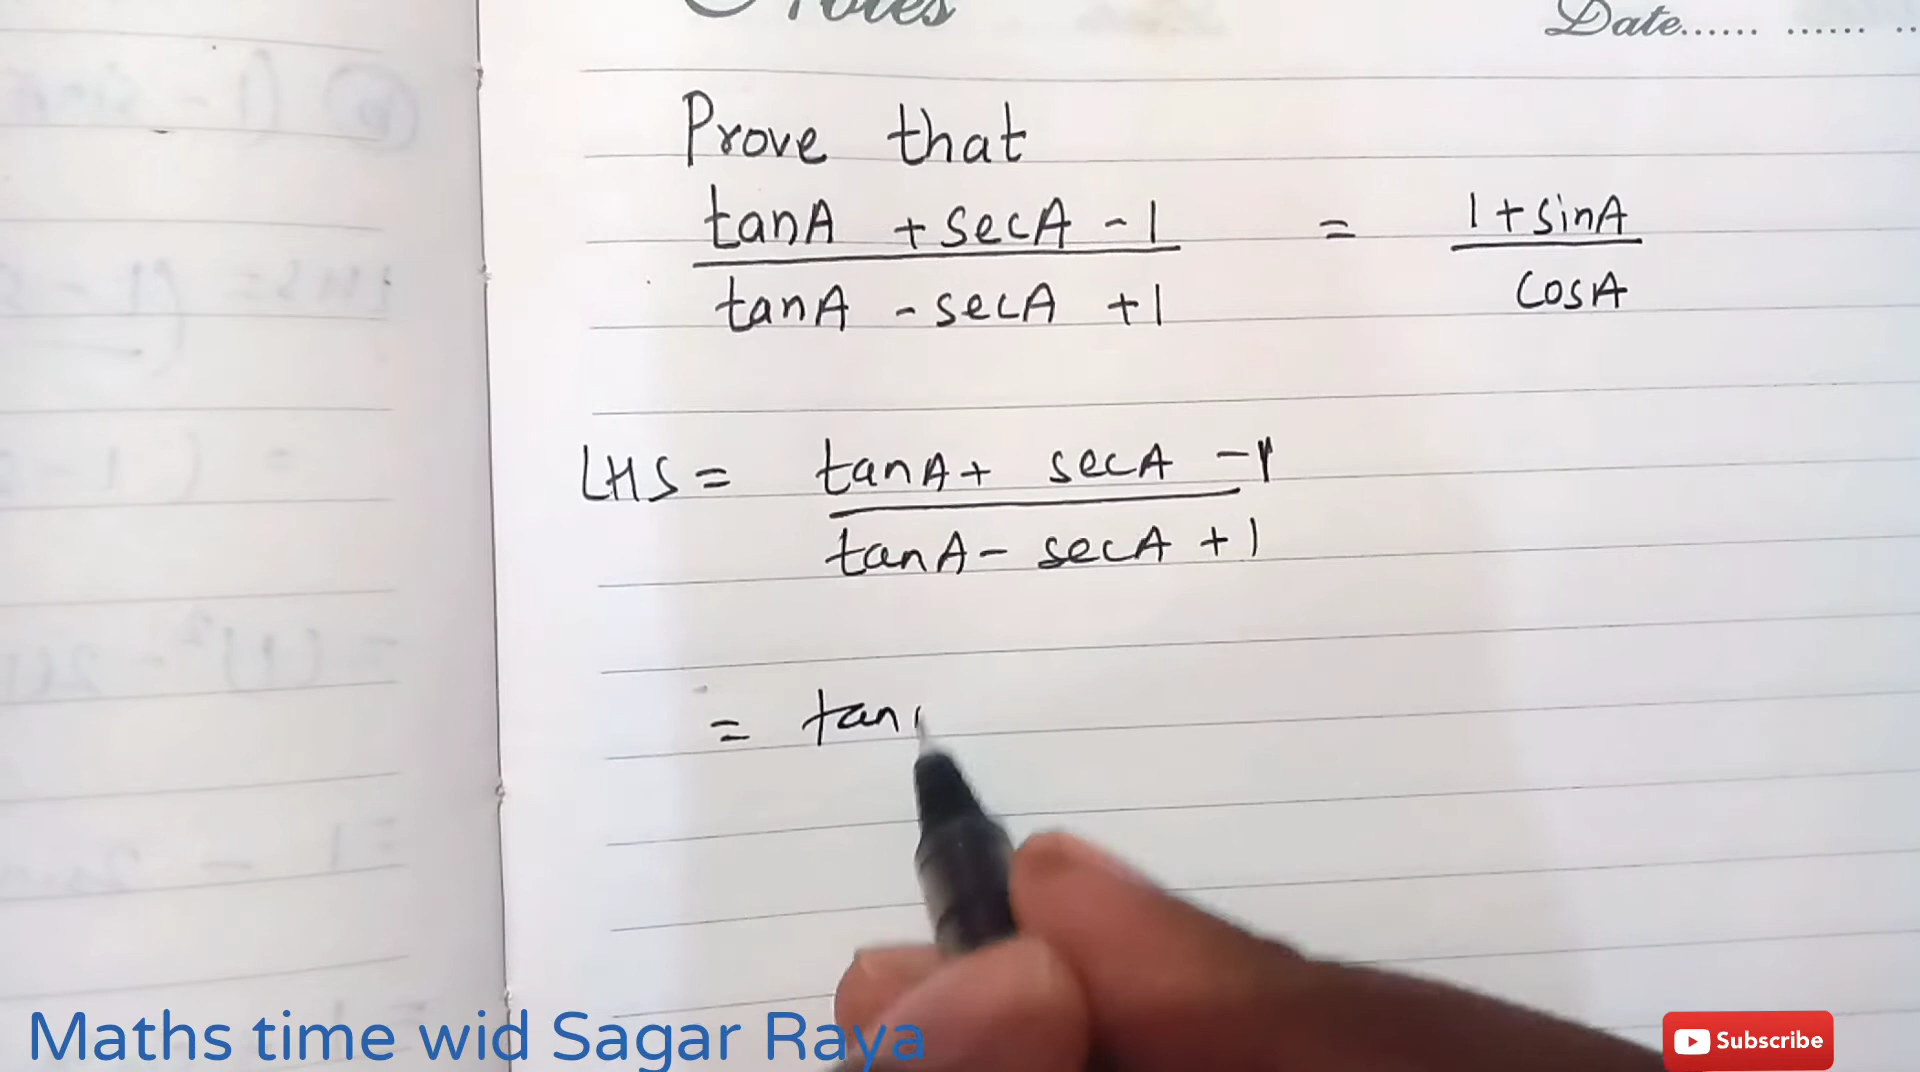 Notes
Date...... ...... ..
Prove that
tanA + secA - 1 = 1 + sinA
tanA - secA + 1 cosA
LHS = tanA + secA - 1
tanA - secA + 1
= tan
Maths time wid Sagar Raya
Subscribe